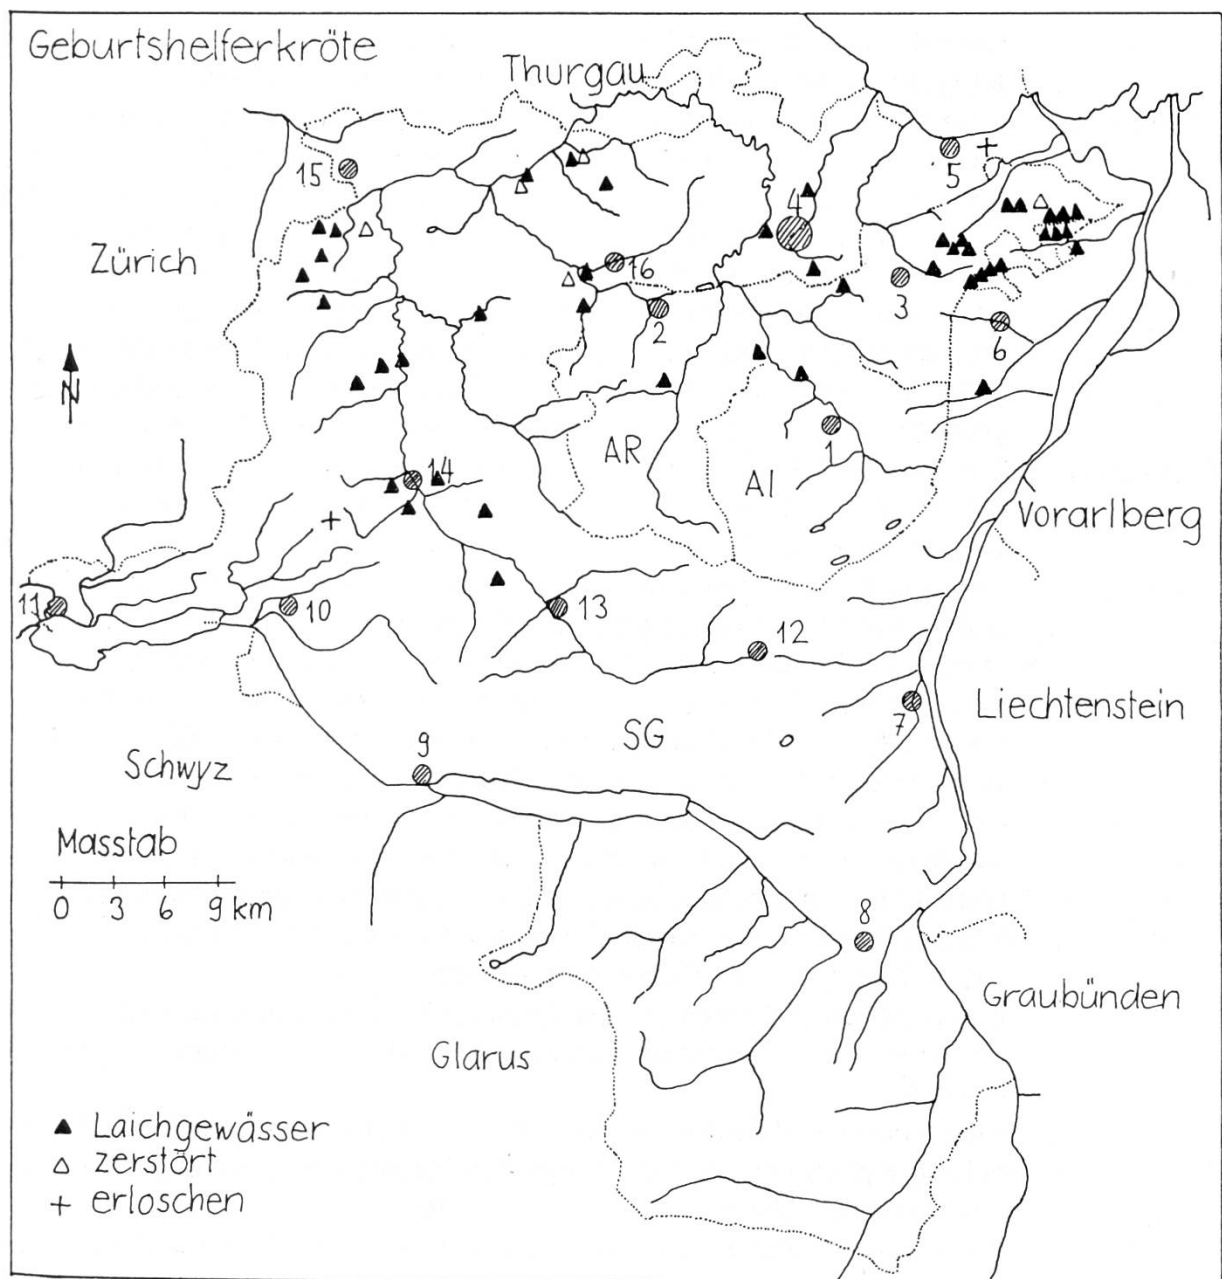 Geburtshelferkröte
Thurgau
15
5
4
Zürich
16
3
2
6
N
1
AR
AI
14
Vorarlberg
11
10
13
12
Liechtenstein
7
SG
9
Schwyz
Masstab
0 3 6 9 km
8
Graubünden
Glarus
Laichgewässer
zerstört
erloschen